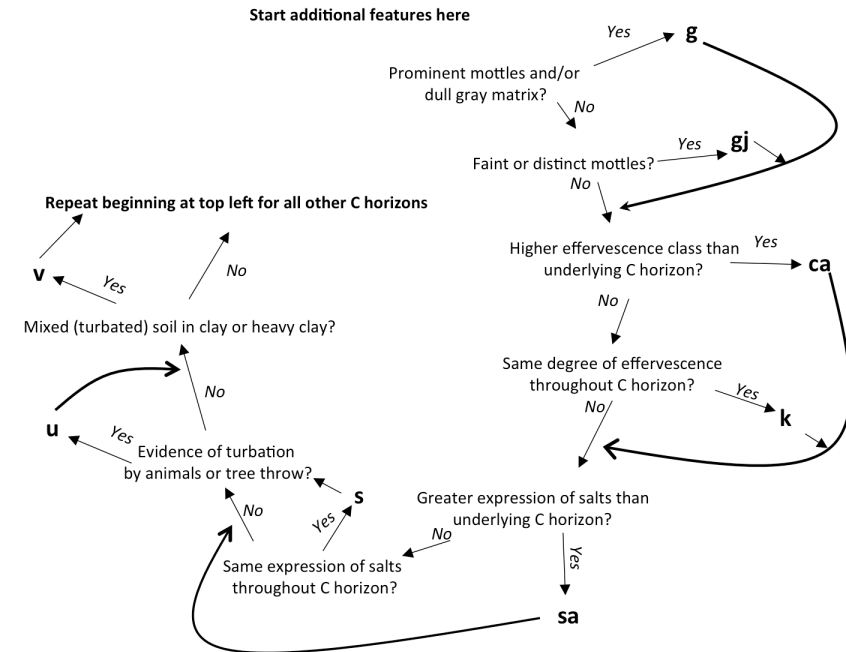 Start additional features here
Yes
g
Prominent mottles and/or
dull gray matrix?
No
Yes
gj
Faint or distinct mottles?
No
Repeat beginning at top left for all other C horizons
Higher effervescence class than
underlying C horizon?
Yes
ca
No
v
Yes
No
Mixed (turbated) soil in clay or heavy clay?
Same degree of effervescence
throughout C horizon?
Yes
k
No
No
u
Yes
Evidence of turbation
by animals or tree throw?
s
No
Yes
Greater expression of salts than
underlying C horizon?
No
Yes
Same expression of salts
throughout C horizon?
sa